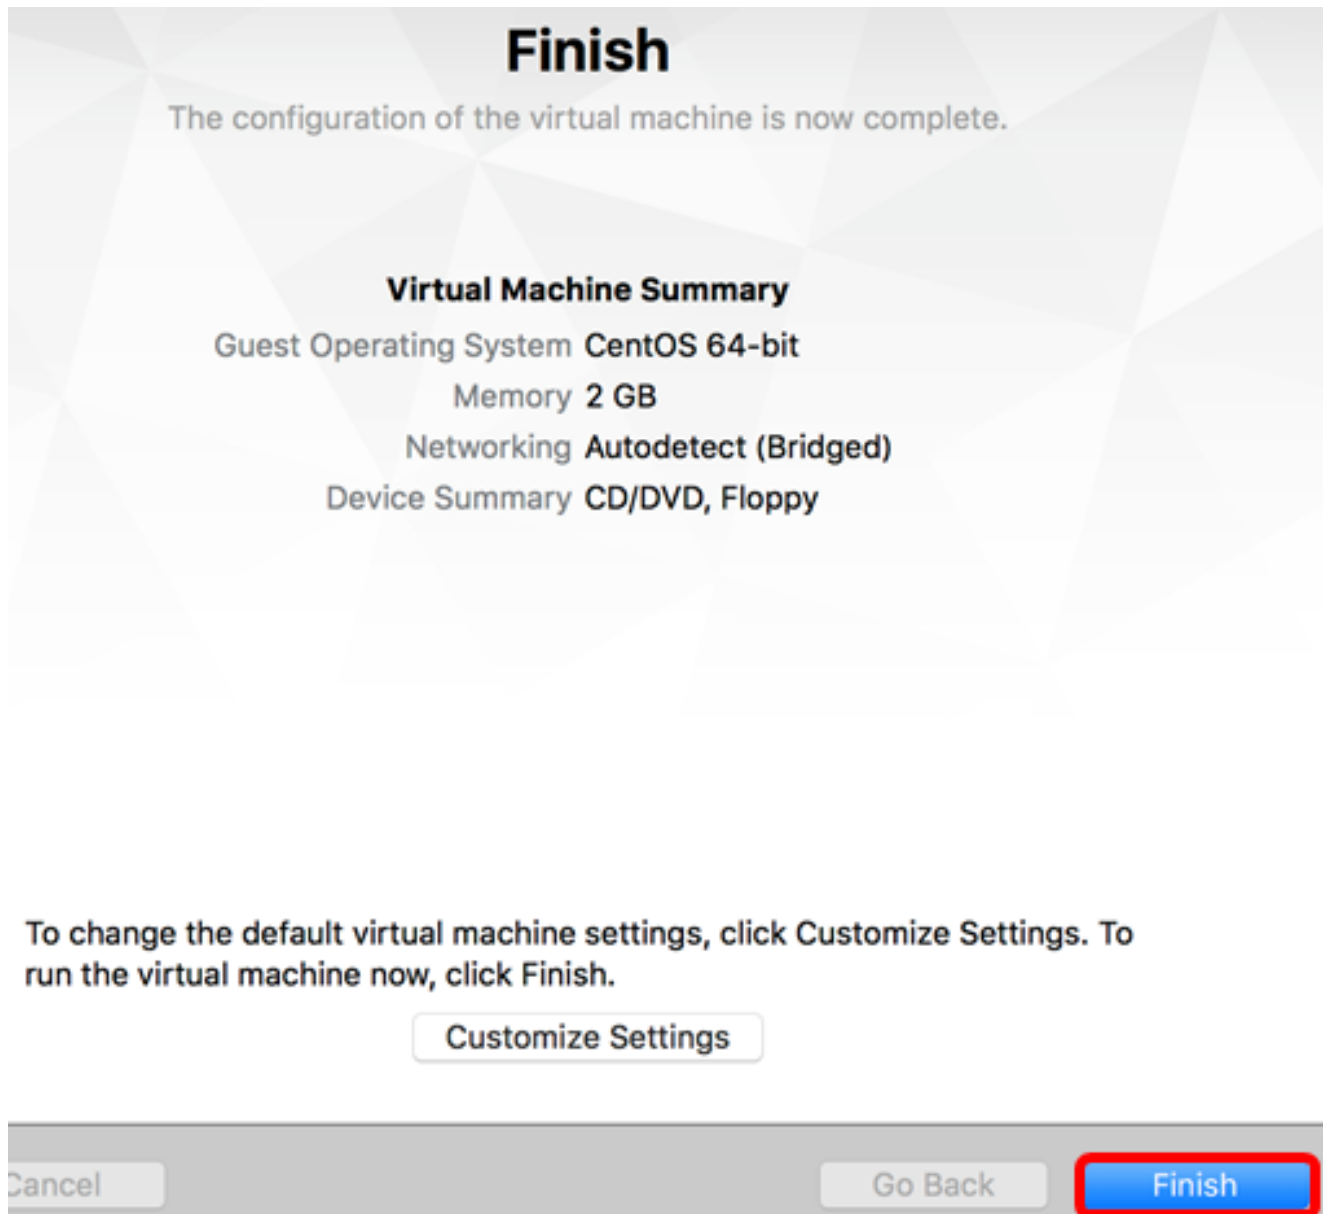 Finish
The configuration of the virtual machine is now complete.
Virtual Machine Summary
Guest Operating System CentOS 64-bit
Memory 2 GB
Networking Autodetect (Bridged)
Device Summary CD/DVD, Floppy
To change the default virtual machine settings, click Customize Settings. To
run the virtual machine now, click Finish.
Customize Settings
Cancel Go Back Finish